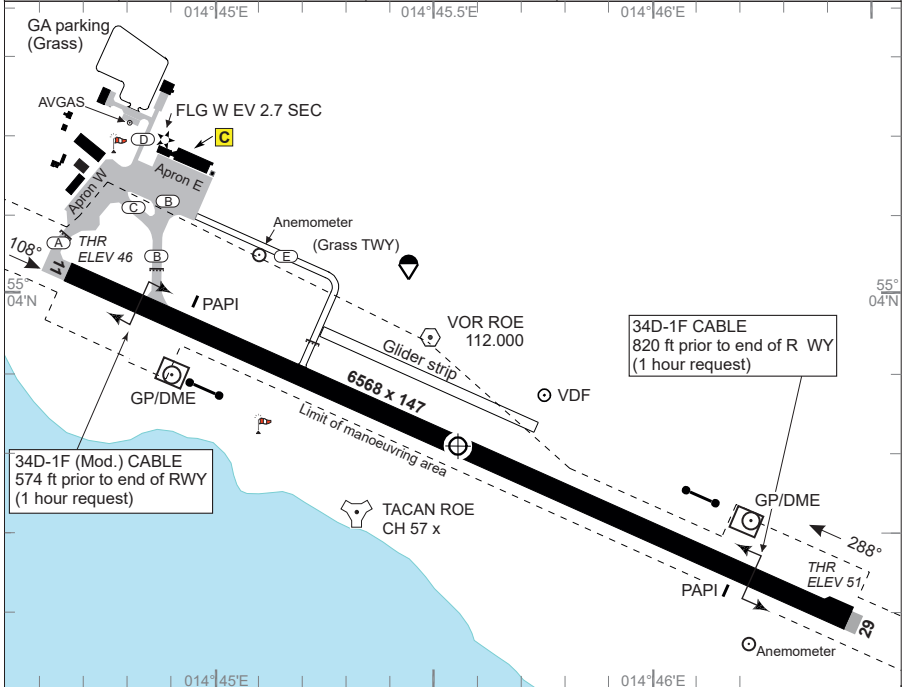 014°45'E
014°45.5'E
014°46'E
GA parking
(Grass)
AVGAS
FLG W EV 2.7 SEC
D
C
Apron E
Apron W
B
C
Anemometer
(Grass TWY)
A
THR
ELEV 46
B
E
108°
11
55°
04'N
55°
04'N
PAPI
VOR ROE
112.000
34D-1F CABLE
820 ft prior to end of R WY
(1 hour request)
Glider strip
GP/DME
6568 x 147
VDF
Limit of manoeuvring area
34D-1F (Mod.) CABLE
574 ft prior to end of RWY
(1 hour request)
TACAN ROE
CH 57 x
GP/DME
288°
THR
ELEV 51
PAPI
29
Anemometer
014°45'E
014°46'E